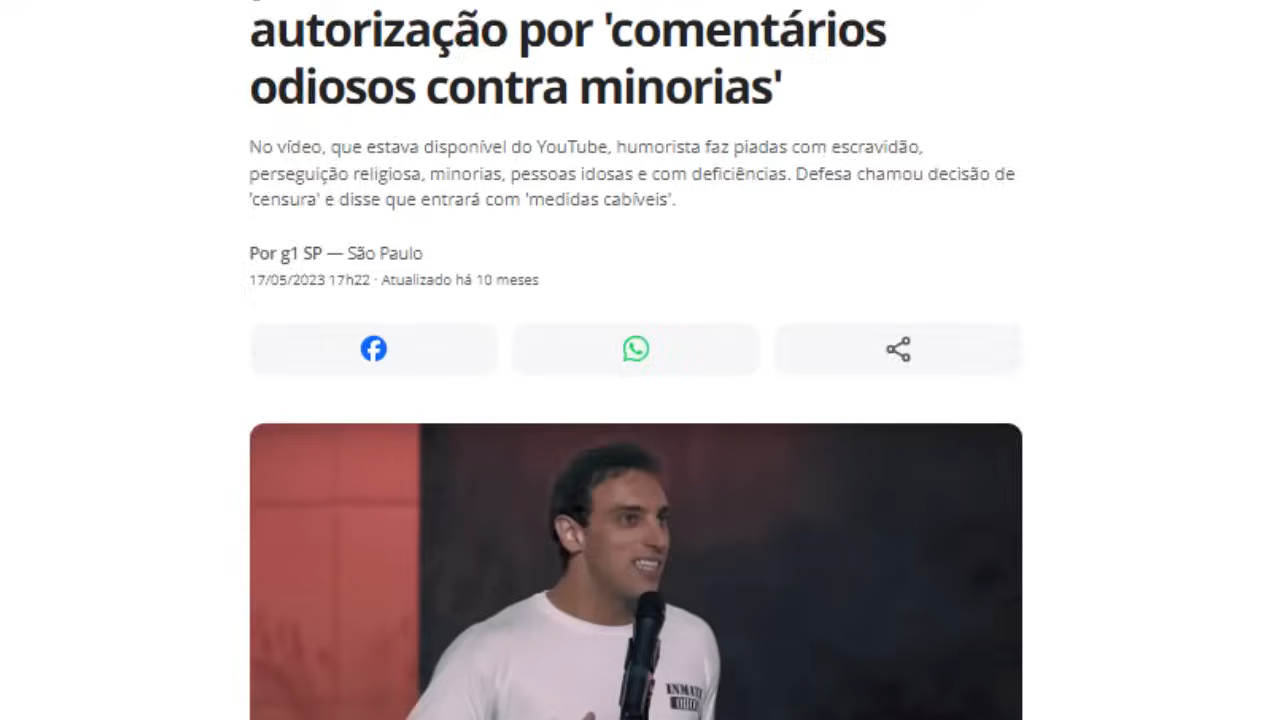 autorização por 'comentários
odiosos contra minorias'
No vídeo, que estava disponível do YouTube, humorista faz piadas com escravidão,
perseguição religiosa, minorias, pessoas idosas e com deficiências. Defesa chamou decisão de
'censura' e disse que entrará com 'medidas cabíveis'.
Por g1 SP — São Paulo
17/05/2023 17h22 · Atualizado há 10 meses
INMATE